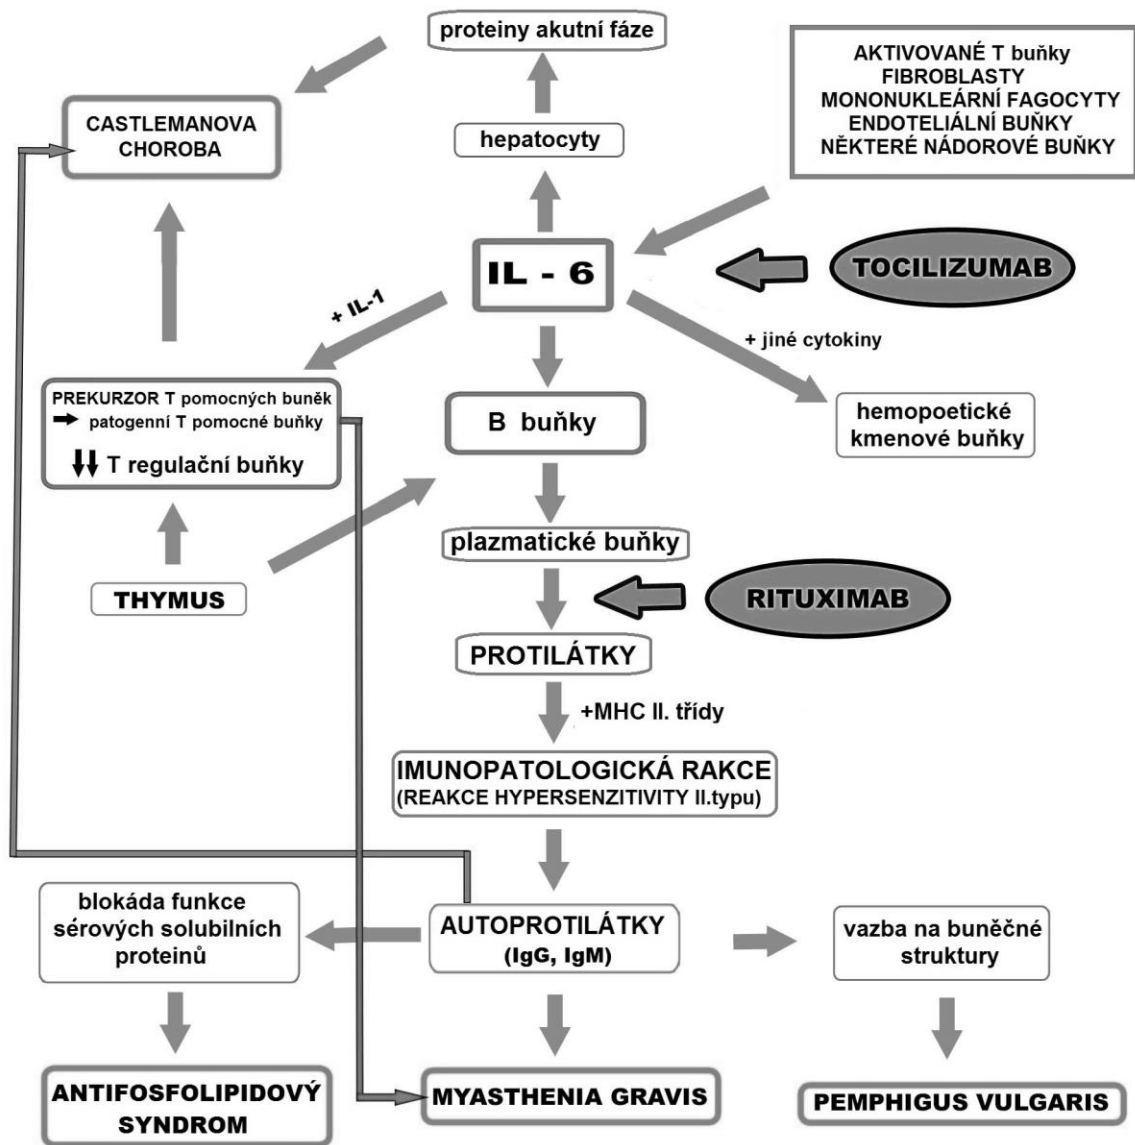 proteiny akutní fáze
AKTIVOVANÉ T buňky
FIBROBLASTY
MONONUKLEÁRNÍ FAGOCYTY
ENDOTELIÁLNÍ BUŇKY
NĚKTERÉ NÁDOROVÉ BUŇKY
CASTLEMANOVA
CHOROBA
hepatocyty
IL - 6
TOCILIZUMAB
+ IL-1
+ jiné cytokiny
PREKURZOR T pomocných buněk
patogenní T pomocné buňky
T regulační buňky
B buňky
hemopoetické
kmenové buňky
plazmatické buňky
THYMUS
RITUXIMAB
PROTILÁTKY
+MHC II. třídy
IMUNOPATOLOGICKÁ RAKCE
(REAKCE HYPERSENZITIVITY II.typu)
blokáda funkce
sérových solubilních
proteinů
AUTOPROTILÁTKY
(IgG, IgM)
vazba na buněčné
struktury
ANTIFOSFOLIPIDOVÝ
SYNDROM
MYASTHENIA GRAVIS
PEMPHIGUS VULGARIS